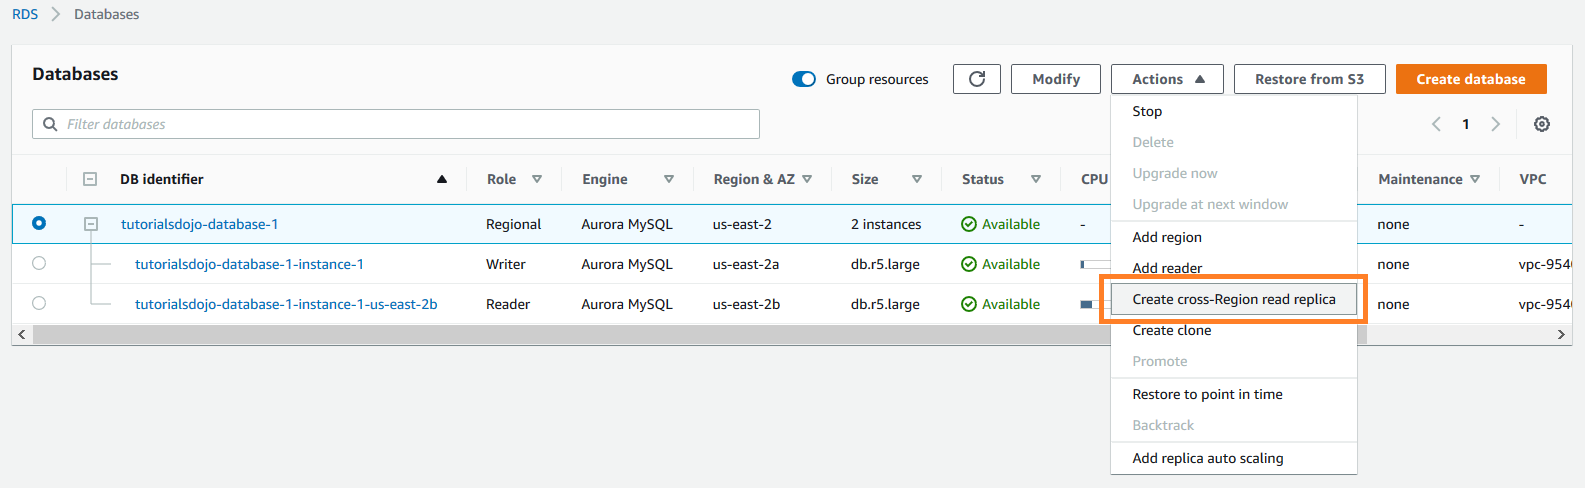 RDS > Databases
Databases
Group resources
Modify
Actions
Restore from S3
Create database
Filter databases
1
DB identifier Role Engine Region & AZ Size Status CPU Maintenance VPC
tutorialsdojo-database-1 Regional Aurora MySQL us-east-2 2 instances Available - none -
tutorialsdojo-database-1-instance-1 Writer Aurora MySQL us-east-2a db.r5.large Available none vpc-954
tutorialsdojo-database-1-instance-1-us-east-2b Reader Aurora MySQL us-east-2b db.r5.large Available none vpc-954
Stop
Delete
Upgrade now
Upgrade at next window
Add region
Add reader
Create cross-Region read replica
Create clone
Promote
Restore to point in time
Backtrack
Add replica auto scaling